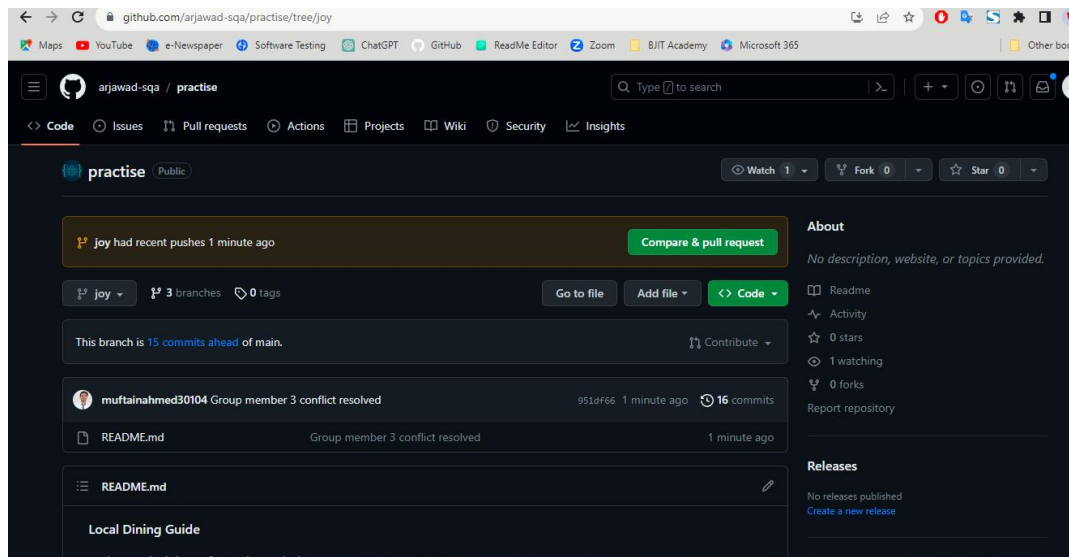 github.com/arjawad-sqa/practise/tree/joy
Maps YouTube e-Newspaper Software Testing ChatGPT GitHub ReadMe Editor Zoom BJIT Academy Microsoft 365 Other
arjawad-sqa / practise Type / to search
Code Issues Pull requests Actions Projects Wiki Security Insights
practise Public Watch 1 Fork 0 Star 0
joy had recent pushes 1 minute ago Compare & pull request
joy 3 branches 0 tags Go to file Add file Code
This branch is 15 commits ahead of main. Contribute
muftainahmed30104 Group member 3 conflict resolved 951df66 1 minute ago 16 commits
README.md Group member 3 conflict resolved 1 minute ago
README.md
Local Dining Guide
About
No description, website, or topics provided.
Readme
Activity
0 stars
1 watching
0 forks
Report repository
Releases
No releases published
Create a new release